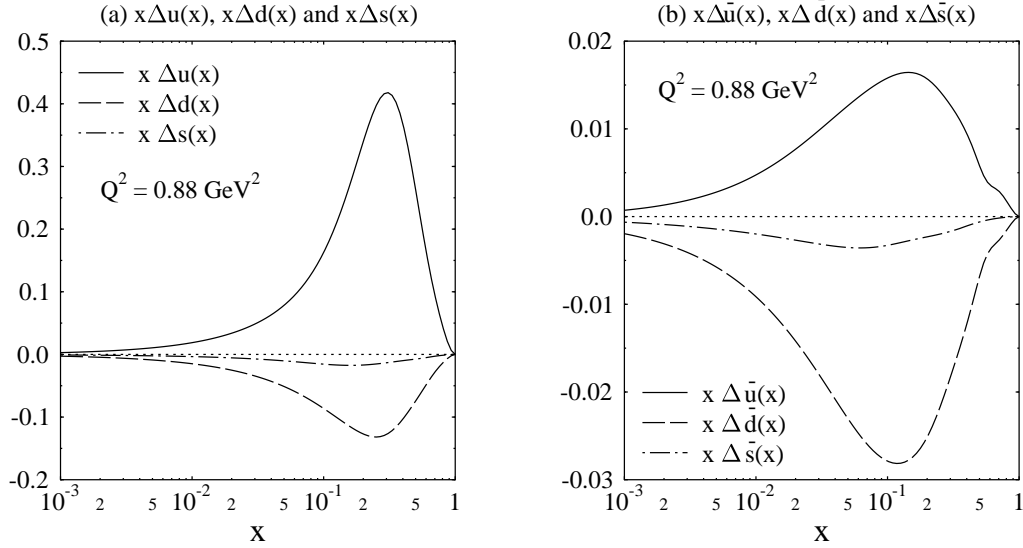 (a) xΔu(x), xΔd(x) and xΔs(x)
0.5
0.4
0.3
0.2
0.1
0.0
-0.1
-0.2
x Δu(x)
x Δd(x)
x Δs(x)
Q² = 0.88 GeV²
10⁻³ 2 5 10⁻² 2 5 10⁻¹ 2 5 1
x
(b) xΔū(x), xΔd̄(x) and xΔs̄(x)
0.02
0.01
0.0
-0.01
-0.02
-0.03
Q² = 0.88 GeV²
x Δū(x)
x Δd̄(x)
x Δs̄(x)
10⁻³ 2 5 10⁻² 2 5 10⁻¹ 2 5 1
x